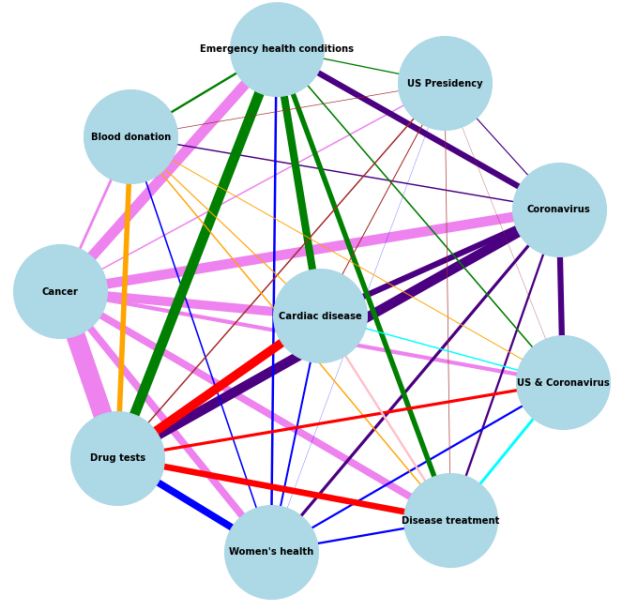 Emergency health conditions
US Presidency
Blood donation
Coronavirus
Cancer
Cardiac disease
US & Coronavirus
Drug tests
Disease treatment
Women's health